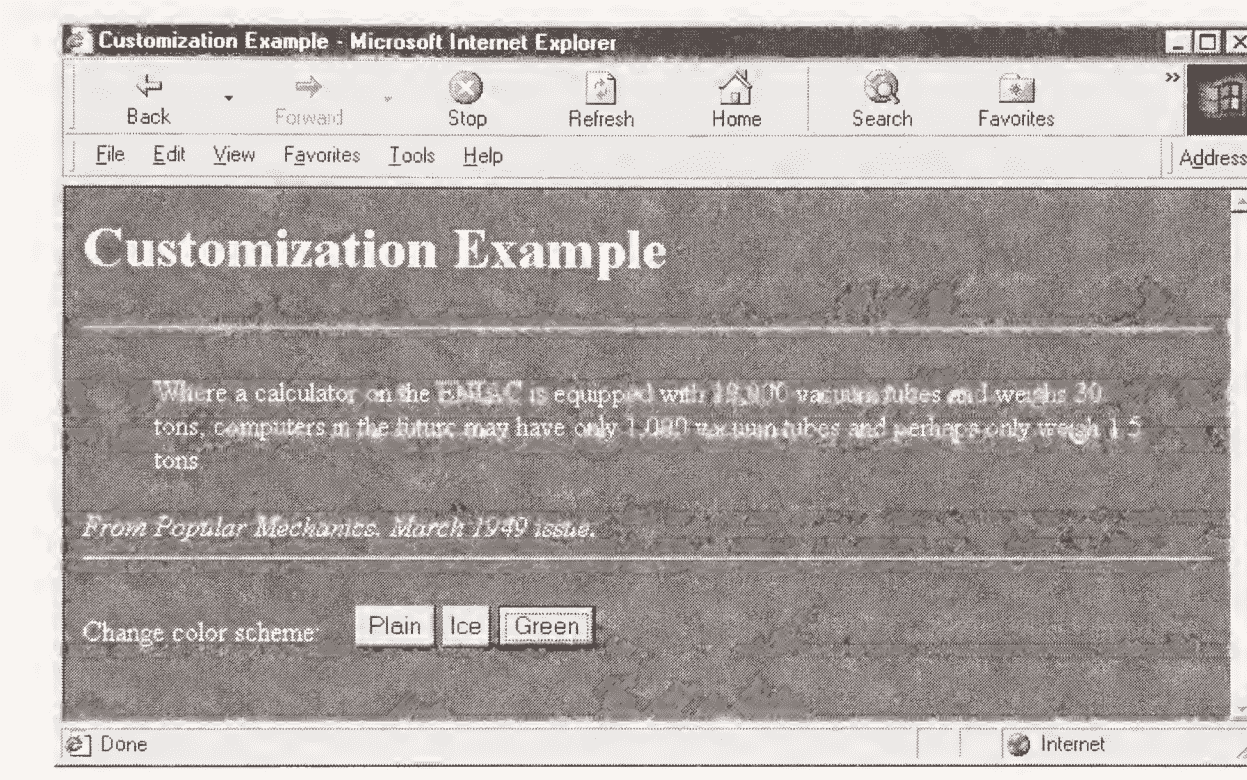 Customization Example - Microsoft Internet Explorer
Back Forward Stop Refresh Home Search Favorites »
File Edit View Favorites Tools Help Address
Customization Example
Where a calculator on the ENIAC is equipped with 18,000 vacuum tubes and weighs 30
tons, computers in the future may have only 1,000 vacuum tubes and perhaps only weigh 1.5
tons.
From Popular Mechanics, March 1949 issue.
Change color scheme: Plain Ice Green
Done Internet